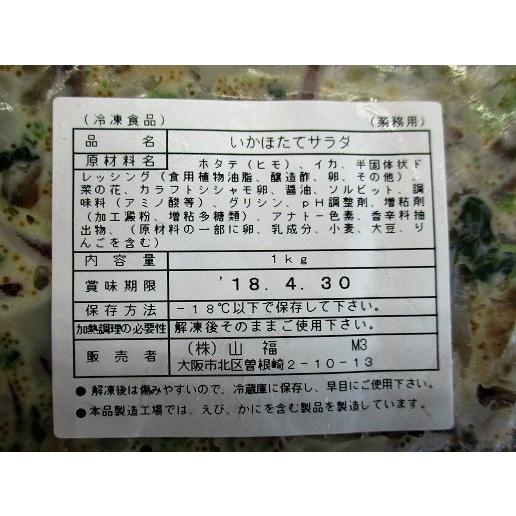 (冷凍食品) (業務用)
品名 いかほたてサラダ
原材料名 ホタテ(ヒモ)、イカ、半固体状ド
レッシング(食用植物油脂、醸造酢、卵、その他)
菜の花、カラフトシシャモ卵、醤油、ソルビット、調
味料(アミノ酸等)、グリシン、pH調整剤、増粘剤
(加工澱粉、増粘多糖類)、アナトー色素、香辛料抽
出物、(原材料の一部に卵、乳成分、小麦、大豆、り
んごを含む)
内容量 1kg
賞味期限 '18.4.30
保存方法 -18℃以下で保存して下さい。
加熱調理の必要性 解凍後そのままご使用下さい。
販売者 (株)山福 M3
大阪市北区曽根崎2-10-13
●解凍後は傷みやすいので、冷蔵庫に保存し、早目にご使用下さい。
●本品製造工場では、えび、かにを含む製品を製造しています。